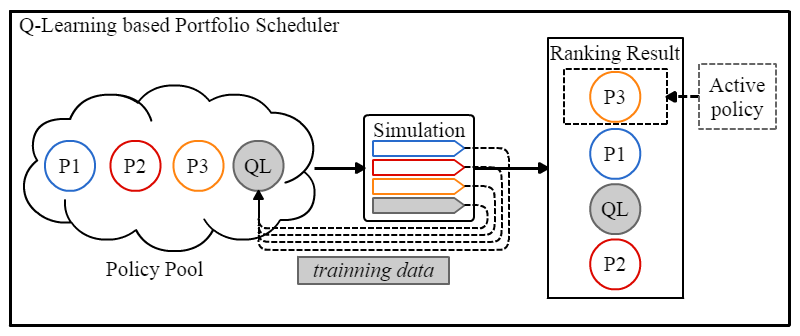 Q-Learning based Portfolio Scheduler
P1
P2
P3
QL
Policy Pool
Simulation
trainning data
Ranking Result
P3
P1
QL
P2
Active
policy